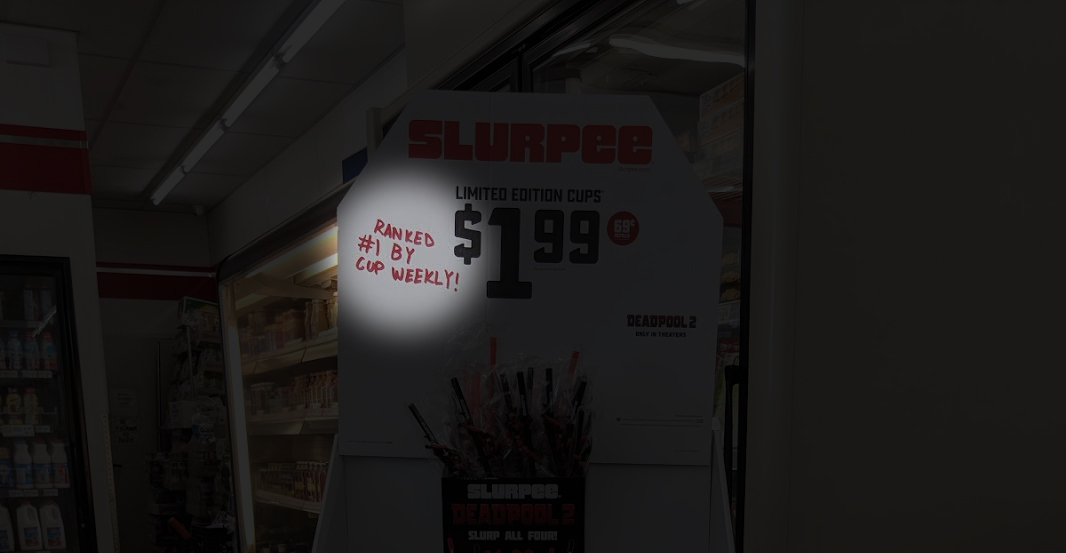 SLURPEE
LIMITED EDITION CUPS
$1.99
69¢
RANKED
#1 BY
CUP WEEKLY!
DEADPOOL 2
ONLY IN THEATERS
SLURPEE
DEADPOOL 2
SLURP ALL FOUR!